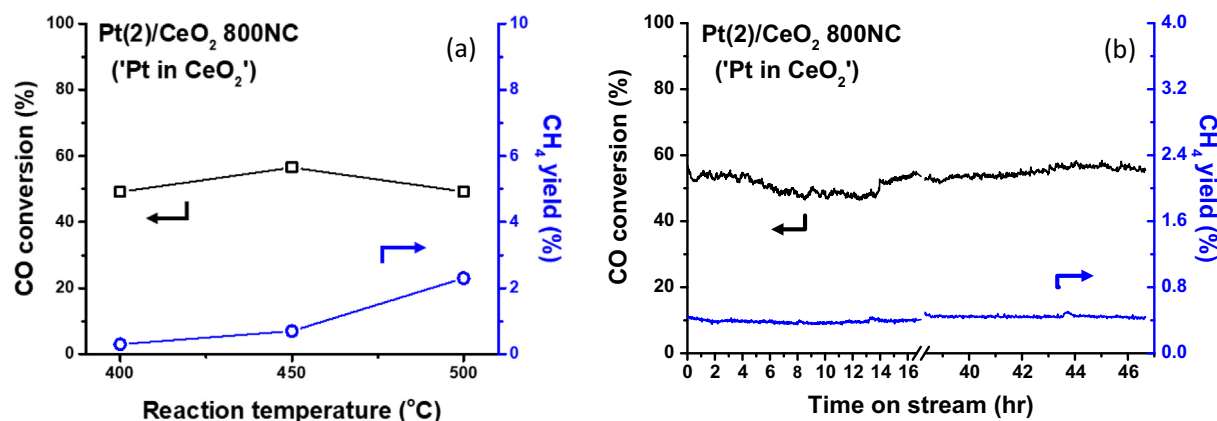 Pt(2)/CeO2 800NC
('Pt in CeO2')
(a)
CO conversion (%)
100
80
60
40
20
0
10
8
6
4
2
0
CH4 yield (%)
400
450
500
Reaction temperature (°C)
Pt(2)/CeO2 800NC
('Pt in CeO2')
(b)
CO conversion (%)
100
80
60
40
20
0
4.0
3.2
2.4
1.6
0.8
0.0
CH4 yield (%)
0 2 4 6 8 10 12 14 16 40 42 44 46
Time on stream (hr)